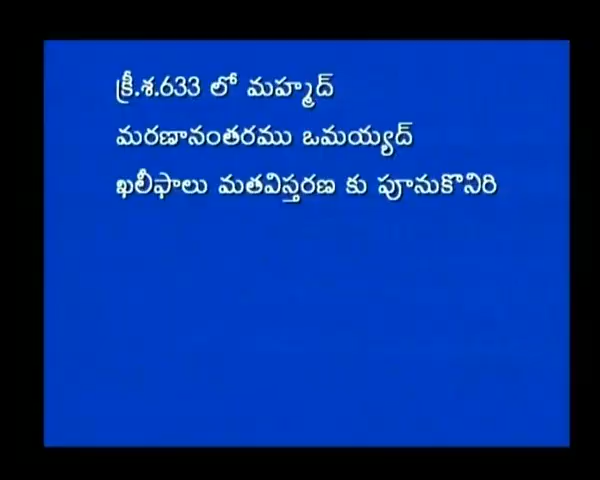 క్రీ.శ.633 లో మహ్మద్
మరణానంతరము ఒమయ్యద్
ఖలీఫాలు మతవిస్తరణ కు పూనుకొనిరి